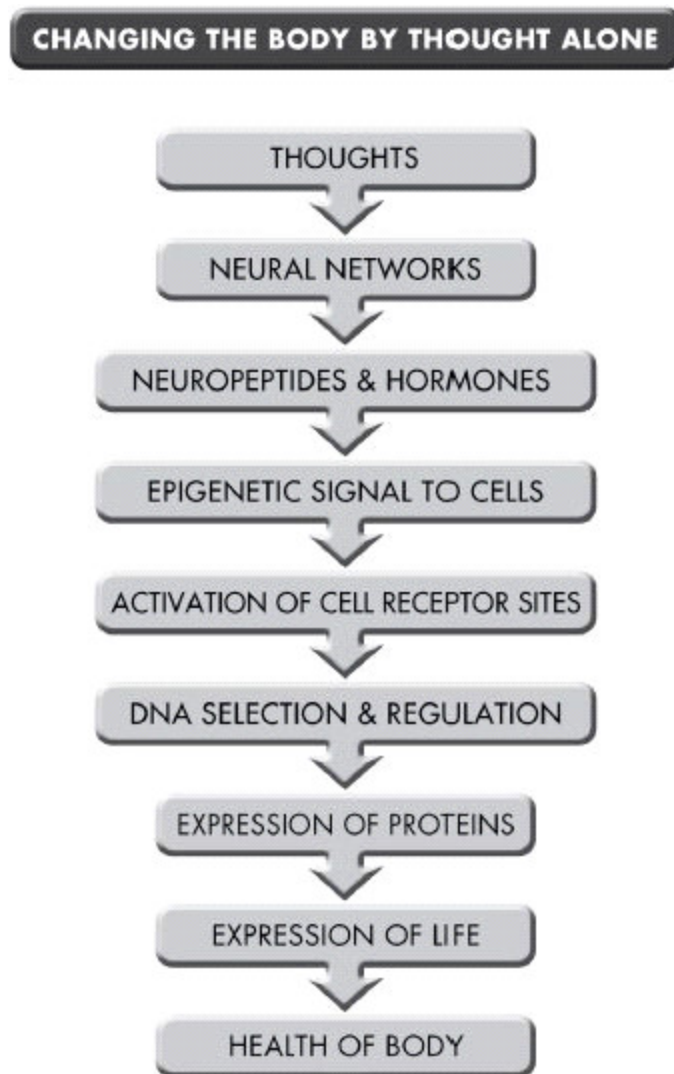 CHANGING THE BODY BY THOUGHT ALONE
THOUGHTS
NEURAL NETWORKS
NEUROPEPTIDES & HORMONES
EPIGENETIC SIGNAL TO CELLS
ACTIVATION OF CELL RECEPTOR SITES
DNA SELECTION & REGULATION
EXPRESSION OF PROTEINS
EXPRESSION OF LIFE
HEALTH OF BODY